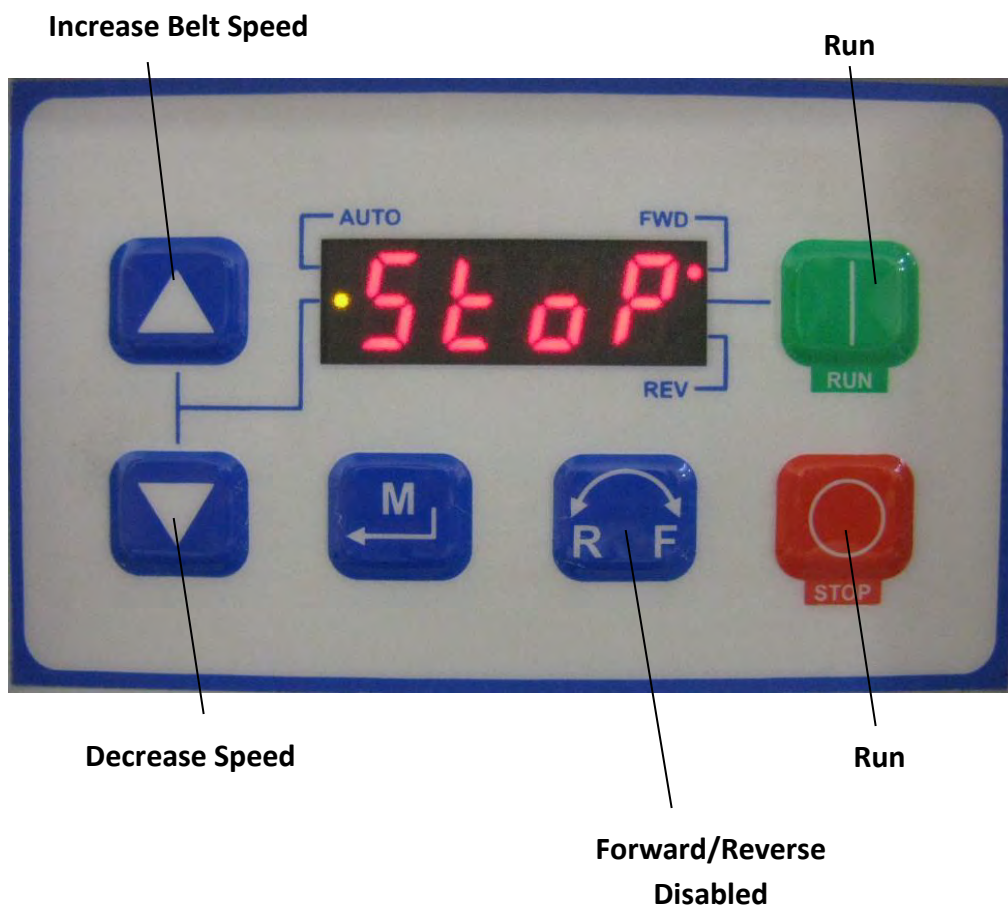 Increase Belt Speed
Run
AUTO
FWD
StoP
RUN
REV
M
R F
STOP
Decrease Speed
Run
Forward/Reverse
Disabled